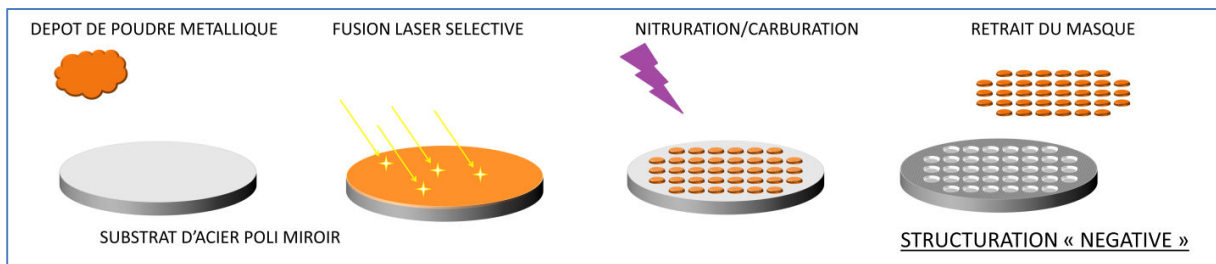 DEPOT DE POUDRE METALLIQUE
FUSION LASER SELECTIVE
NITRURATION/CARBURATION
RETRAIT DU MASQUE
SUBSTRAT D'ACIER POLI MIROIR
STRUCTURATION « NEGATIVE »